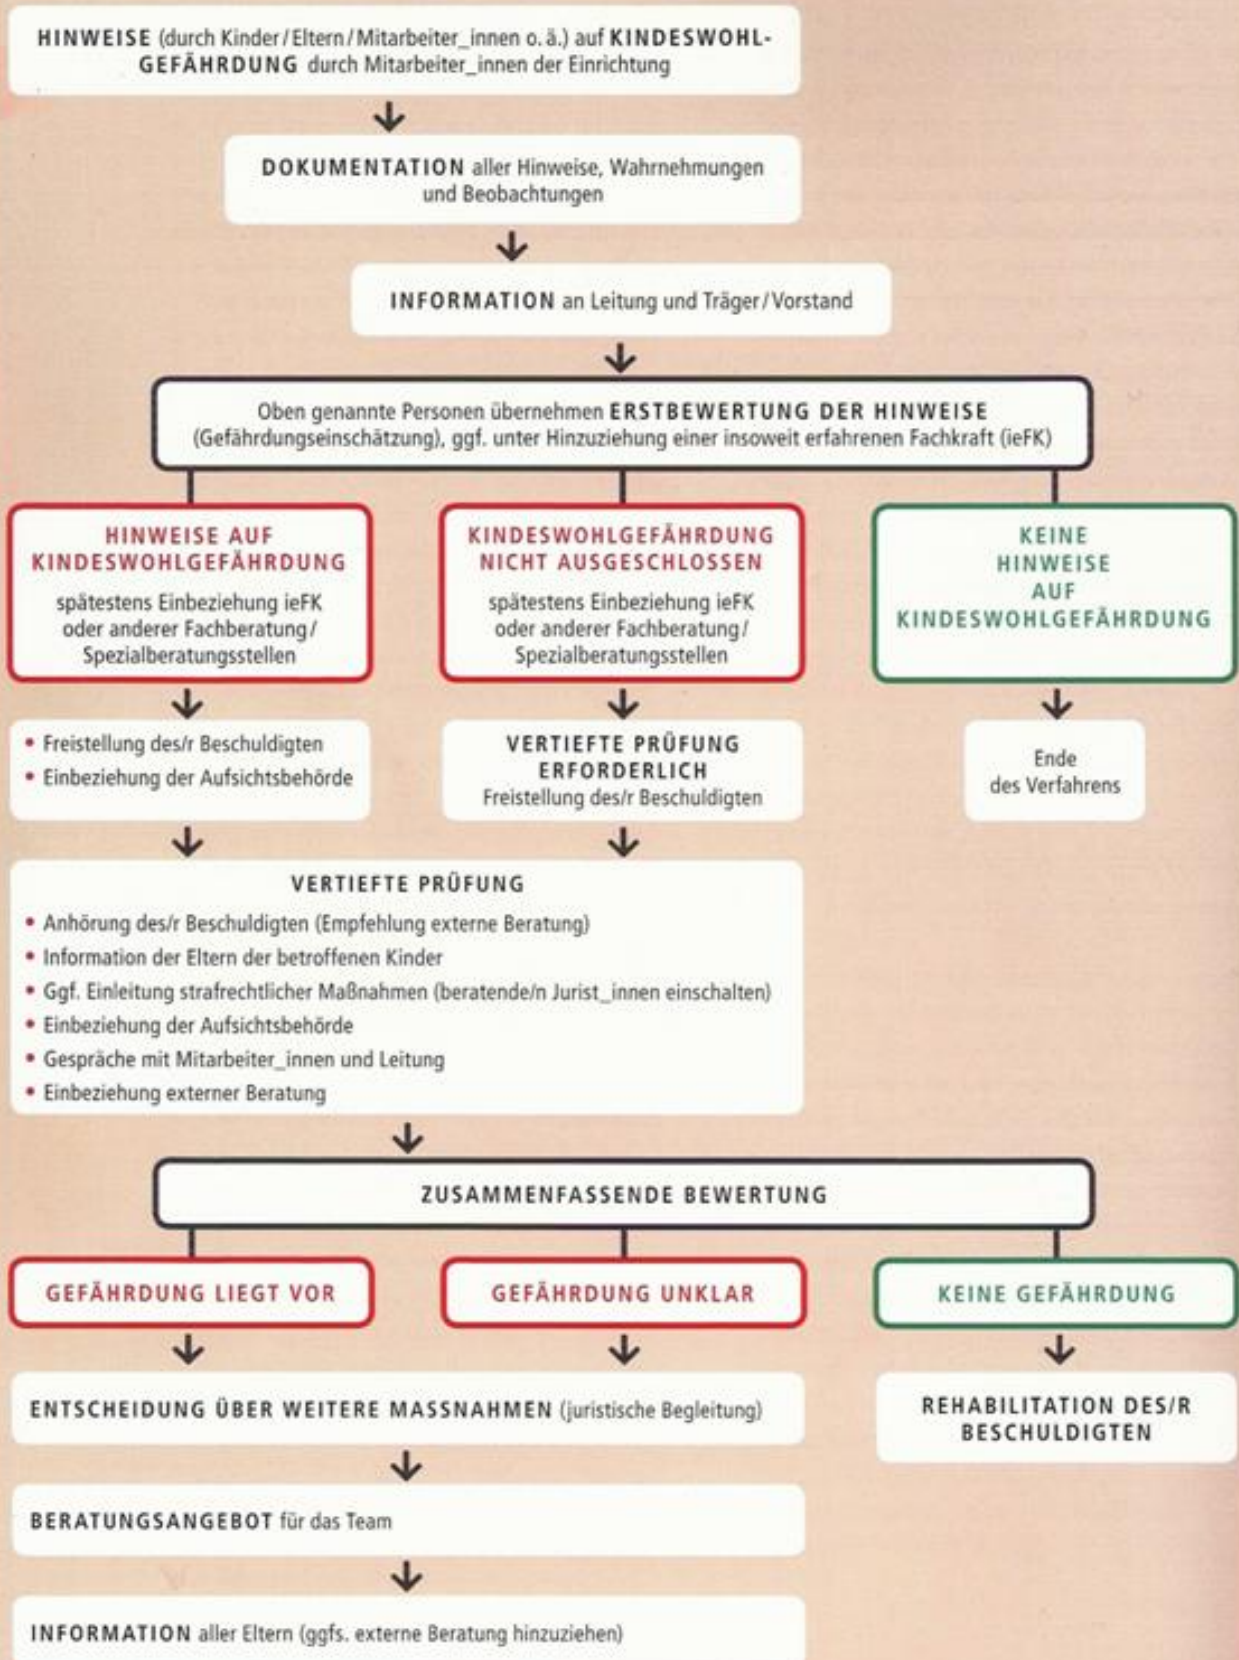 HINWEISE (durch Kinder/Eltern/Mitarbeiter_innen o.ä.) auf KINDESWOHL-
GEFÄHRDUNG durch Mitarbeiter_innen der Einrichtung
DOKUMENTATION aller Hinweise, Wahrnehmungen
und Beobachtungen
INFORMATION an Leitung und Träger/Vorstand
Oben genannte Personen übernehmen ERSTBEWERTUNG DER HINWEISE
(Gefährdungseinschätzung), ggf. unter Hinzuziehung einer insoweit erfahrenen Fachkraft (ieFK)
HINWEISE AUF
KINDESWOHLGEFÄHRDUNG
spätestens Einbeziehung ieFK
oder anderer Fachberatung/
Spezialberatungsstellen
KINDESWOHLGEFÄHRDUNG
NICHT AUSGESCHLOSSEN
spätestens Einbeziehung ieFK
oder anderer Fachberatung/
Spezialberatungsstellen
KEINE
HINWEISE
AUF
KINDESWOHLGEFÄHRDUNG
• Freistellung des/r Beschuldigten
• Einbeziehung der Aufsichtsbehörde
VERTIEFTE PRÜFUNG
ERFORDERLICH
Freistellung des/r Beschuldigten
Ende
des Verfahrens
VERTIEFTE PRÜFUNG
• Anhörung des/r Beschuldigten (Empfehlung externe Beratung)
• Information der Eltern der betroffenen Kinder
• Ggf. Einleitung strafrechtlicher Maßnahmen (beratende/n Jurist_innen einschalten)
• Einbeziehung der Aufsichtsbehörde
• Gespräche mit Mitarbeiter_innen und Leitung
• Einbeziehung externer Beratung
ZUSAMMENFASSENDE BEWERTUNG
GEFÄHRDUNG LIEGT VOR
GEFÄHRDUNG UNKLAR
KEINE GEFÄHRDUNG
ENTSCHEIDUNG ÜBER WEITERE MASSNAHMEN (juristische Begleitung)
REHABILITATION DES/R
BESCHULDIGTEN
BERATUNGSANGEBOT für das Team
INFORMATION aller Eltern (ggfs. externe Beratung hinzuziehen)